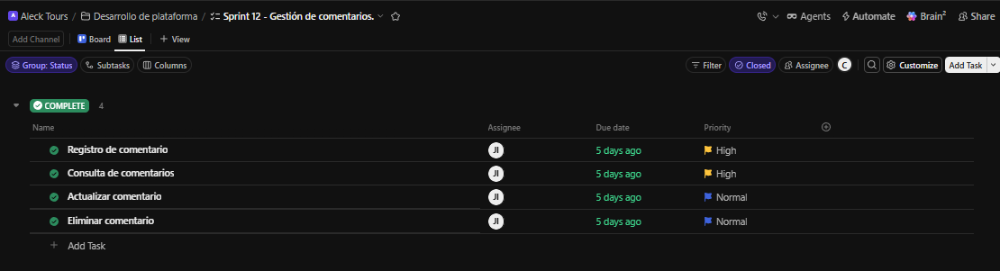 A Aleck Tours / Desarrollo de plataforma / Sprint 12 - Gestión de comentarios. Agents Automate Brain² Share
Add Channel Board List + View
Group: Status Subtasks Columns Filter Closed Assignee C Customize Add Task
COMPLETE 4
Name Assignee Due date Priority
Registro de comentario JI 5 days ago High
Consulta de comentarios JI 5 days ago High
Actualizar comentario JI 5 days ago Normal
Eliminar comentario JI 5 days ago Normal
+ Add Task